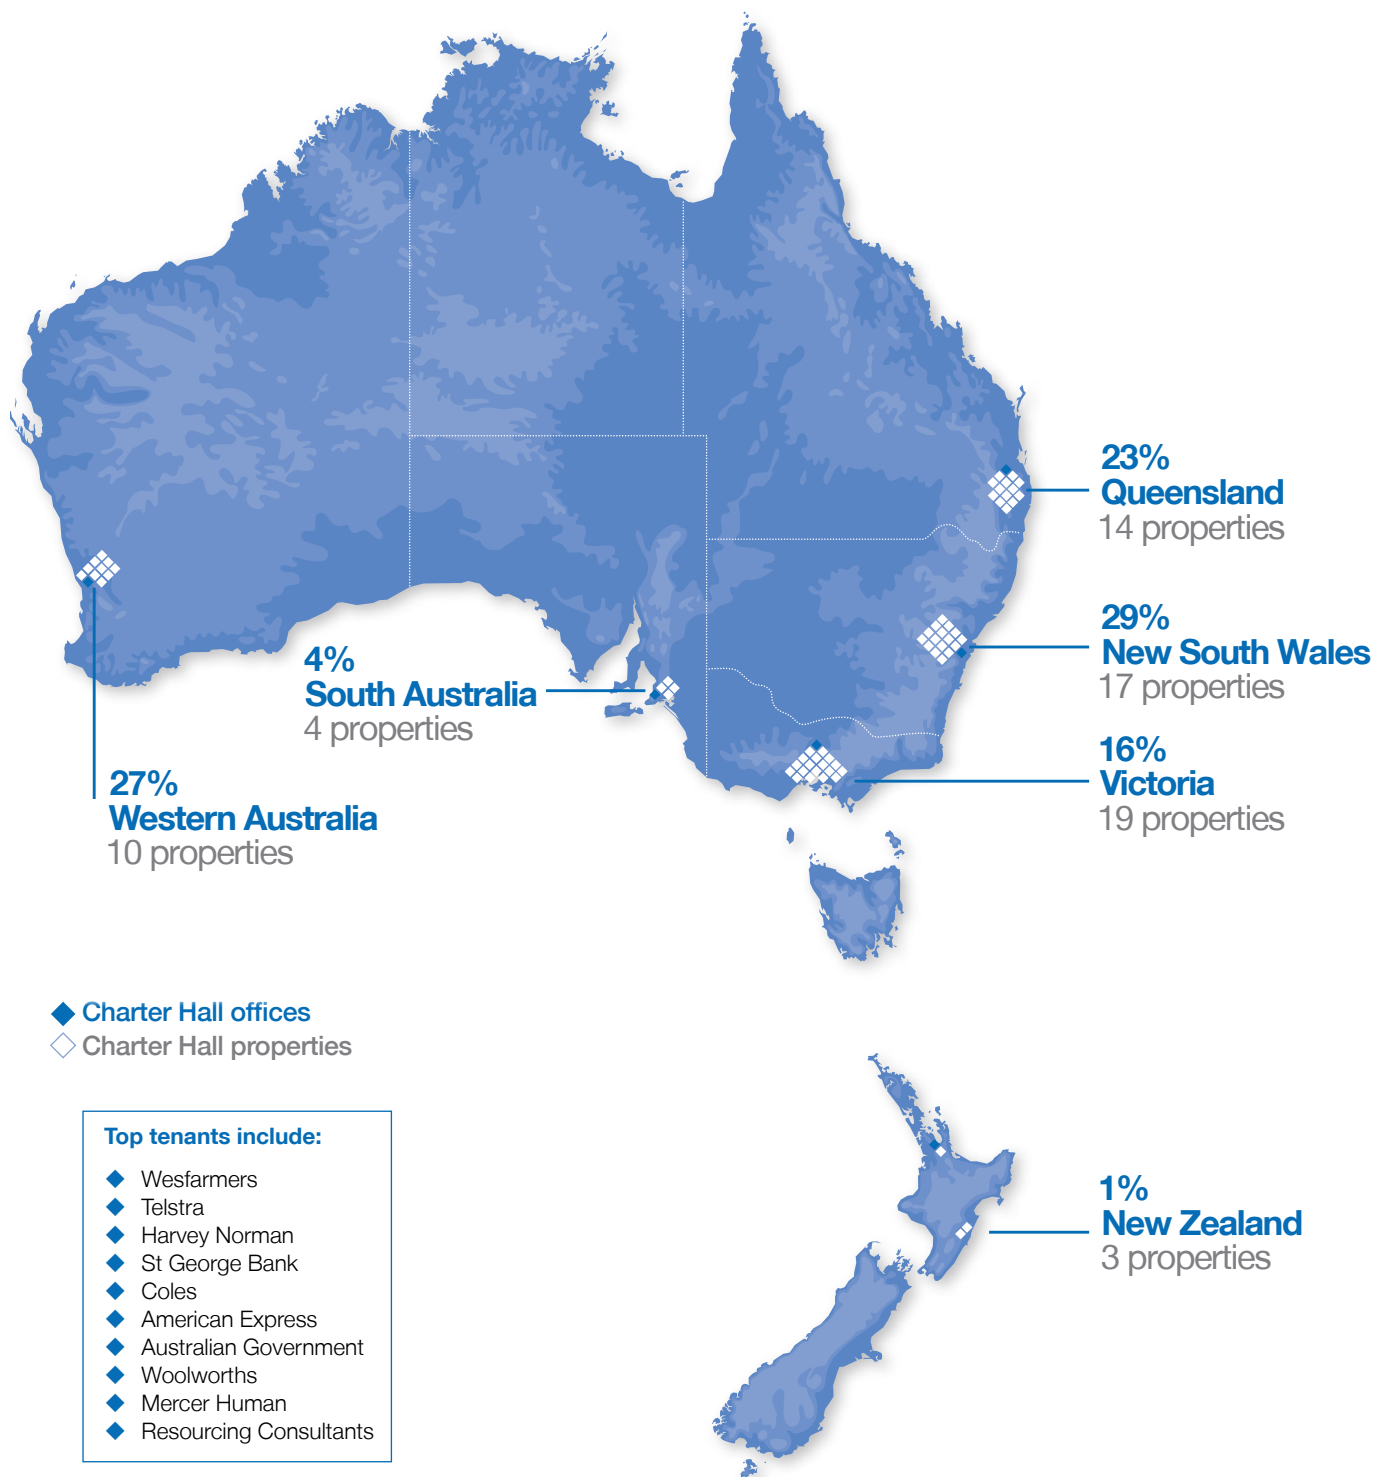 23%
Queensland
14 properties
29%
New South Wales
17 properties
4%
South Australia
4 properties
16%
Victoria
19 properties
27%
Western Australia
10 properties
Charter Hall offices
Charter Hall properties
Top tenants include:
Wesfarmers
Telstra
Harvey Norman
St George Bank
Coles
American Express
Australian Government
Woolworths
Mercer Human
Resourcing Consultants
1%
New Zealand
3 properties